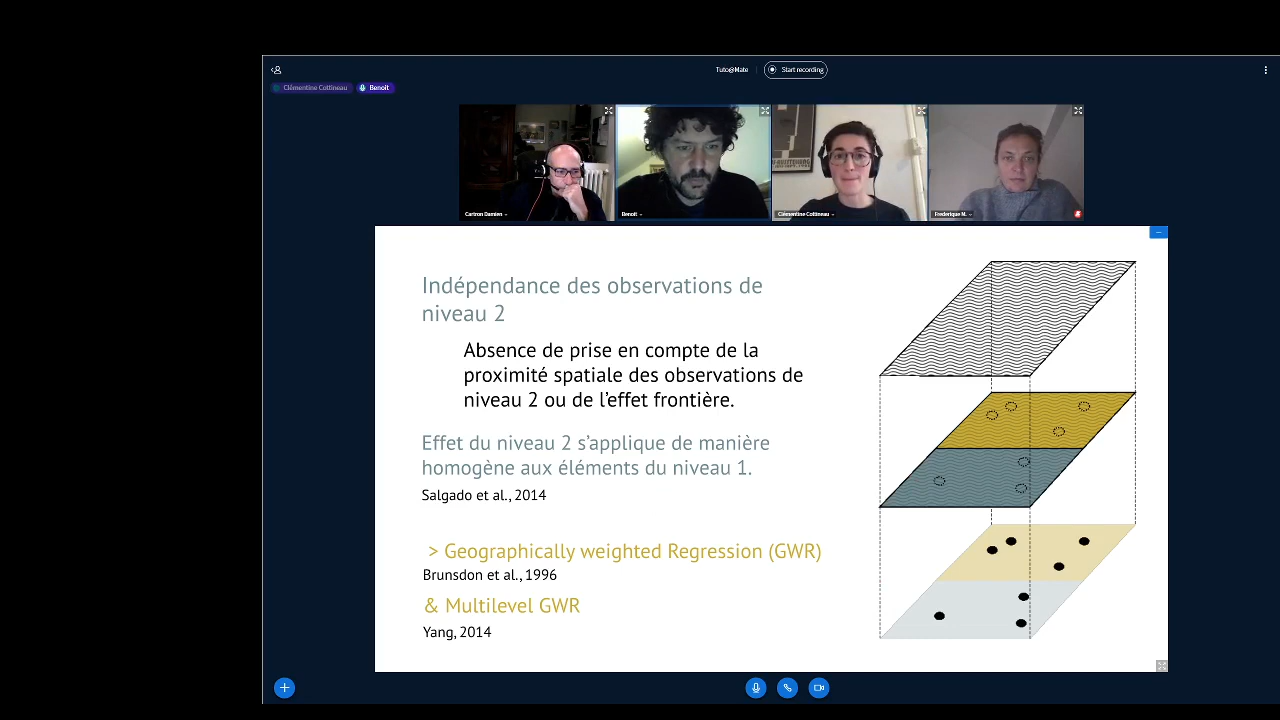 Tuto@Mate
Start recording
Clémentine Cottineau
Benoit
Cariron Damien
Benoit
Clémentine Cottineau
Frederique M.
Indépendance des observations de
niveau 2
Absence de prise en compte de la
proximité spatiale des observations de
niveau 2 ou de l’effet frontière.
Effet du niveau 2 s’applique de manière
homogène aux éléments du niveau 1.
Salgado et al., 2014
> Geographically weighted Regression (GWR)
Brunsdon et al., 1996
& Multilevel GWR
Yang, 2014